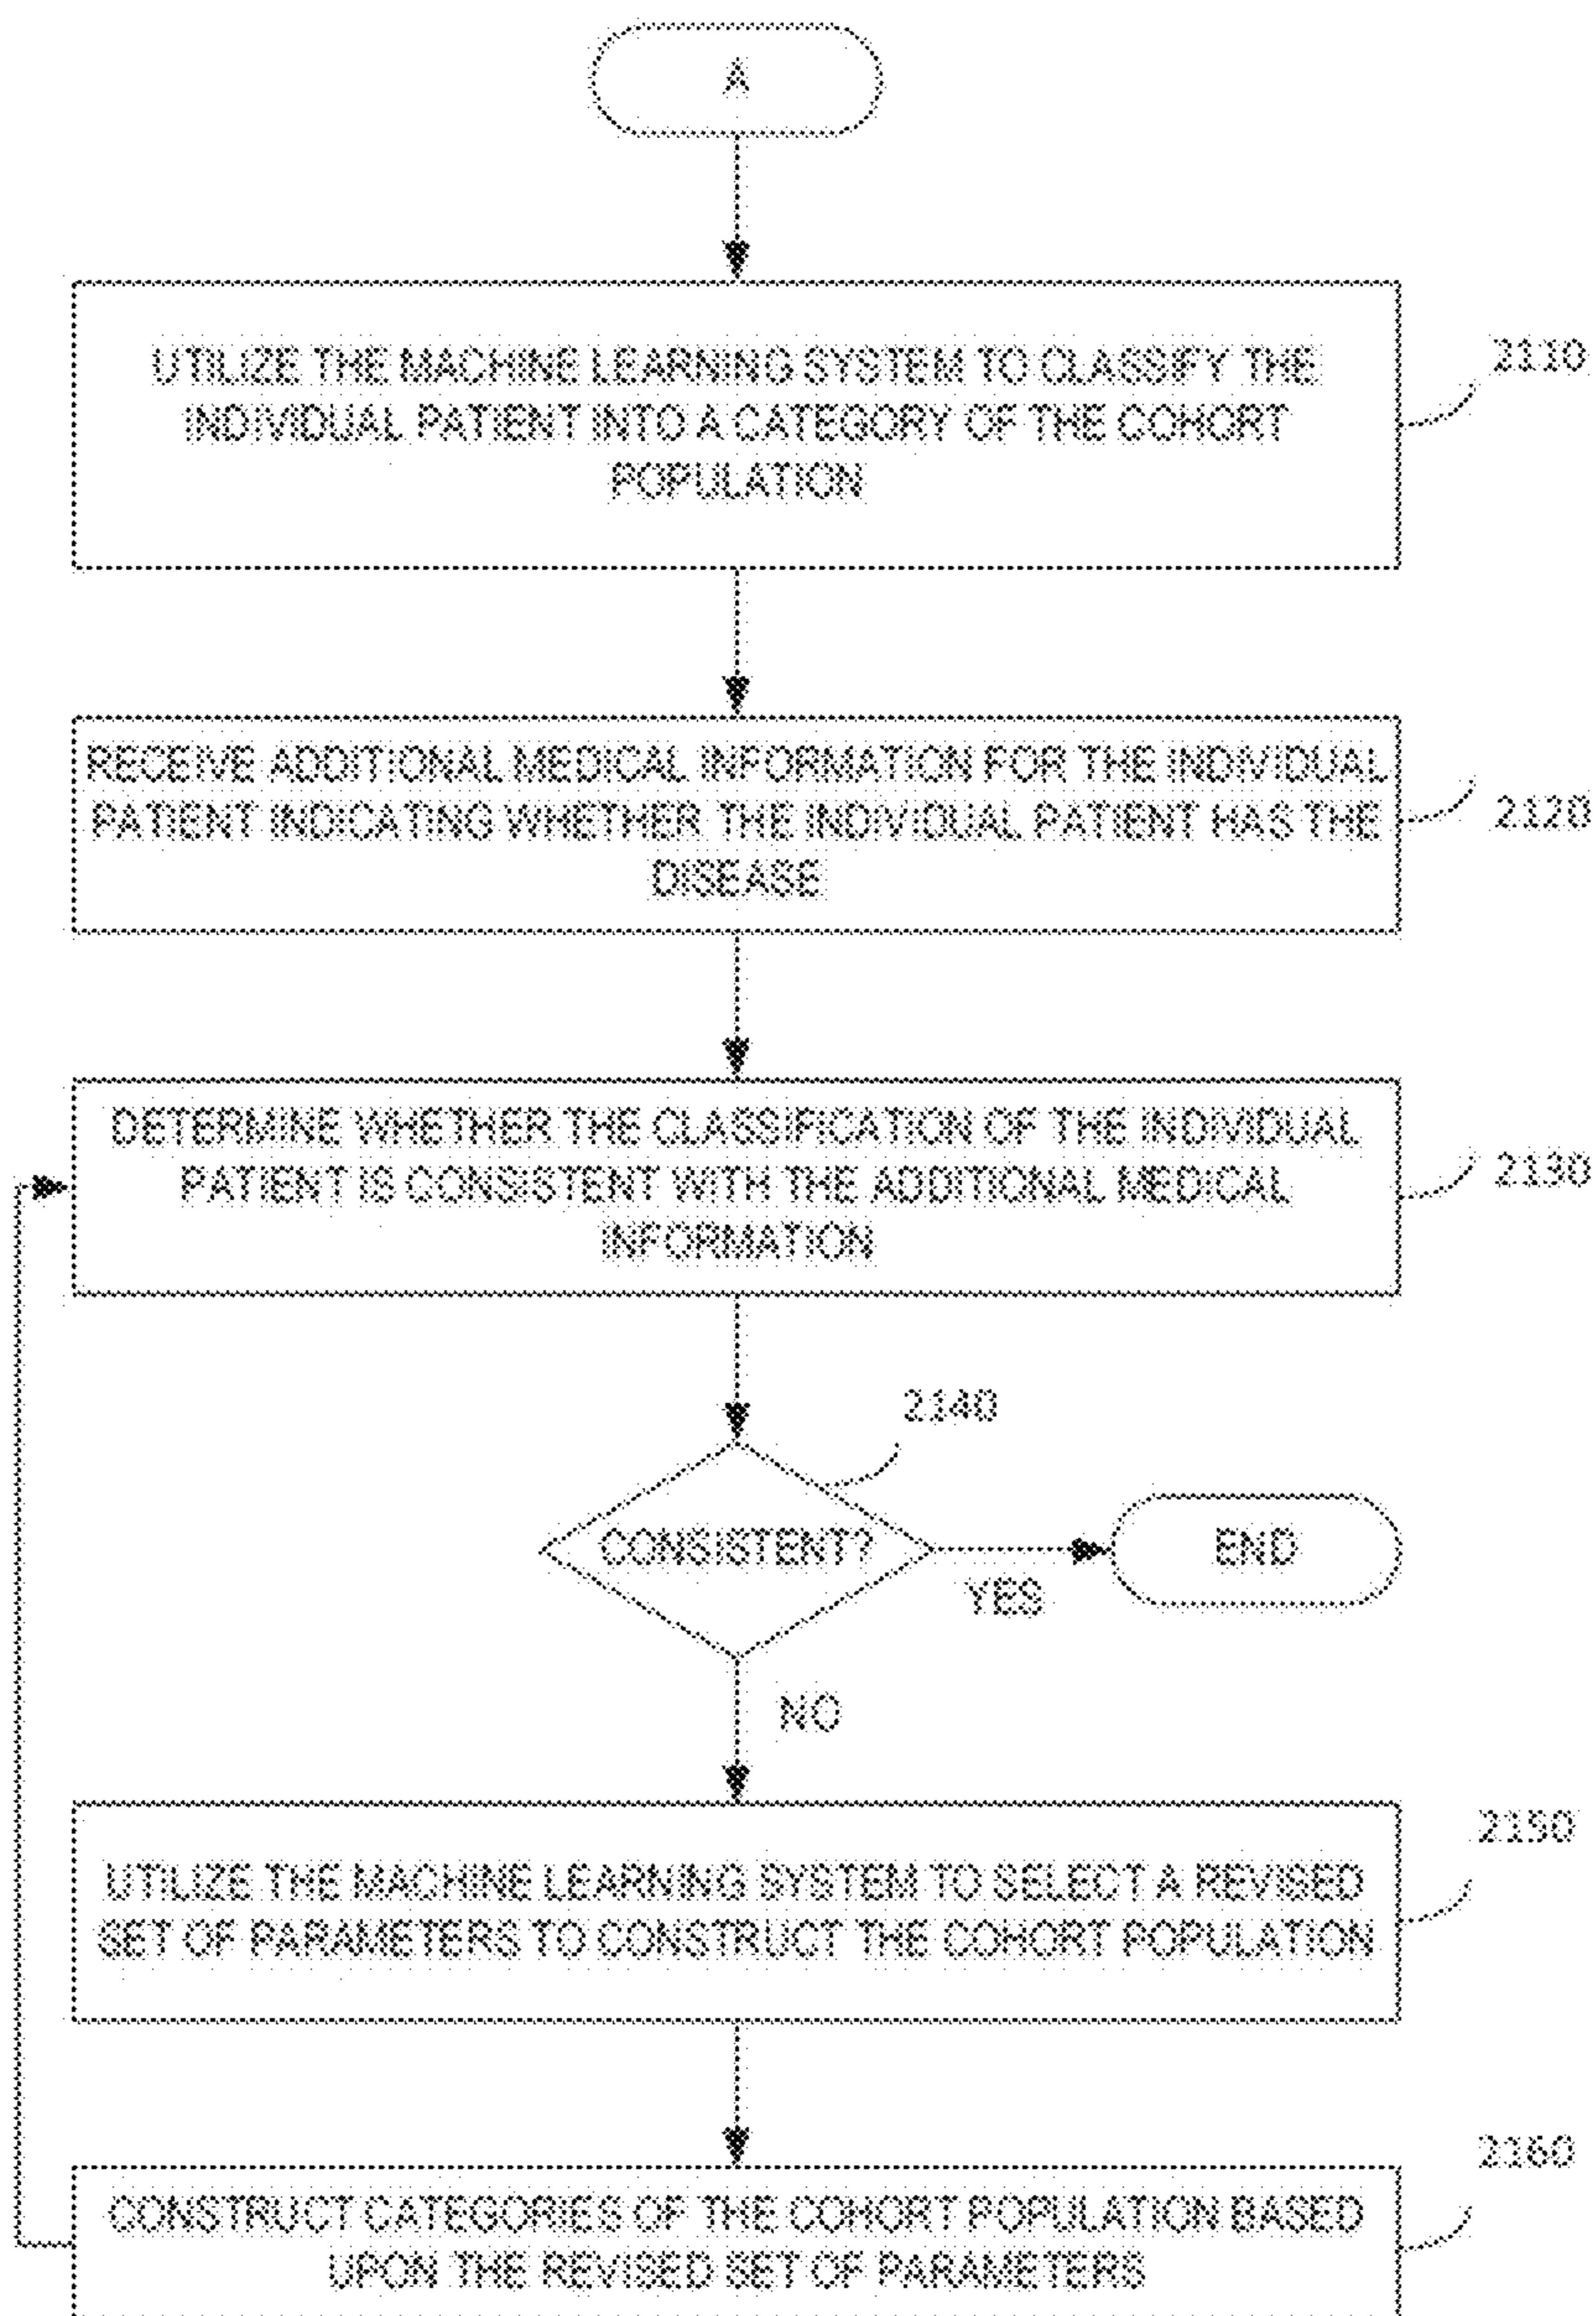 A
UTILIZE THE MACHINE LEARNING SYSTEM TO CLASSIFY THE
INDIVIDUAL PATIENT INTO A CATEGORY OF THE COHORT
POPULATION
2110
RECEIVE ADDITIONAL MEDICAL INFORMATION FOR THE INDIVIDUAL
PATIENT INDICATING WHETHER THE INDIVIDUAL PATIENT HAS THE
DISEASE
2120
DETERMINE WHETHER THE CLASSIFICATION OF THE INDIVIDUAL
PATIENT IS CONSISTENT WITH THE ADDITIONAL MEDICAL
INFORMATION
2130
2140
CONSISTENT?
YES
END
NO
2150
UTILIZE THE MACHINE LEARNING SYSTEM TO SELECT A REVISED
SET OF PARAMETERS TO CONSTRUCT THE COHORT POPULATION
2160
CONSTRUCT CATEGORIES OF THE COHORT POPULATION BASED
UPON THE REVISED SET OF PARAMETERS